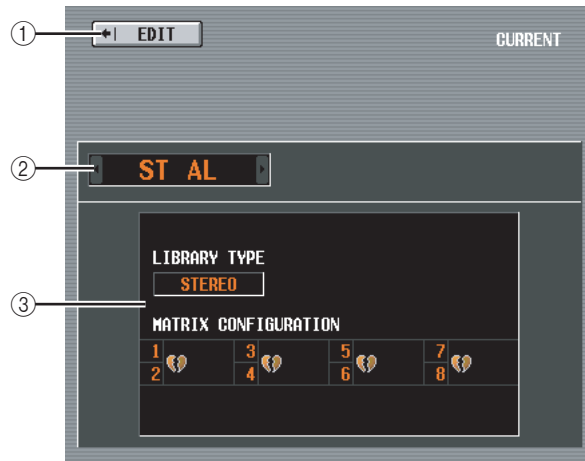 ① EDIT CURRENT
② ST AL
LIBRARY TYPE
③ STEREO
MATRIX CONFIGURATION
1 3 5 7
2 4 6 8